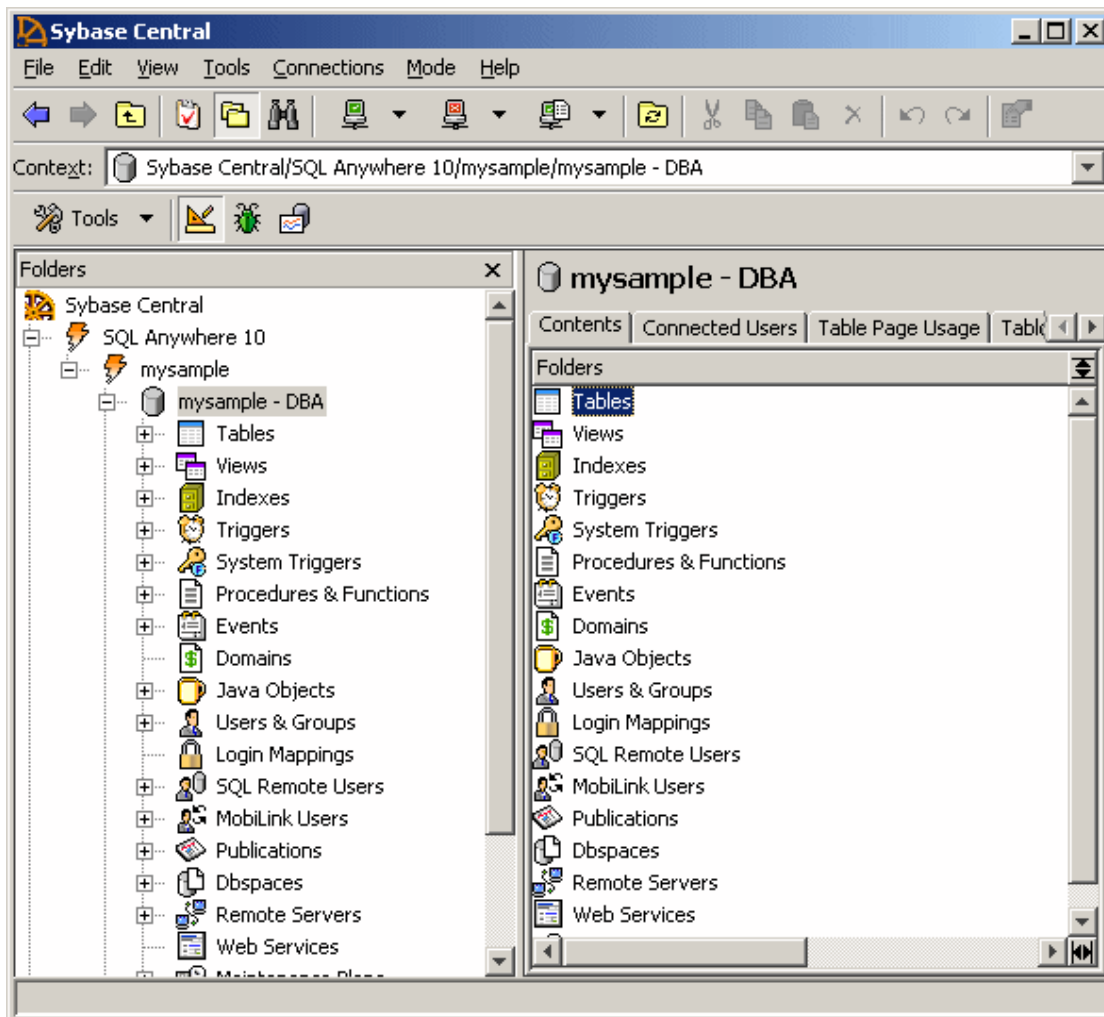 Sybase Central
File Edit View Tools Connections Mode Help
Context: Sybase Central/SQL Anywhere 10/mysample/mysample - DBA
Tools
Folders
Sybase Central
SQL Anywhere 10
mysample
mysample - DBA
Tables
Views
Indexes
Triggers
System Triggers
Procedures & Functions
Events
Domains
Java Objects
Users & Groups
Login Mappings
SQL Remote Users
MobiLink Users
Publications
Dbspaces
Remote Servers
Web Services
mysample - DBA
Contents Connected Users Table Page Usage
Folders
Tables
Views
Indexes
Triggers
System Triggers
Procedures & Functions
Events
Domains
Java Objects
Users & Groups
Login Mappings
SQL Remote Users
MobiLink Users
Publications
Dbspaces
Remote Servers
Web Services